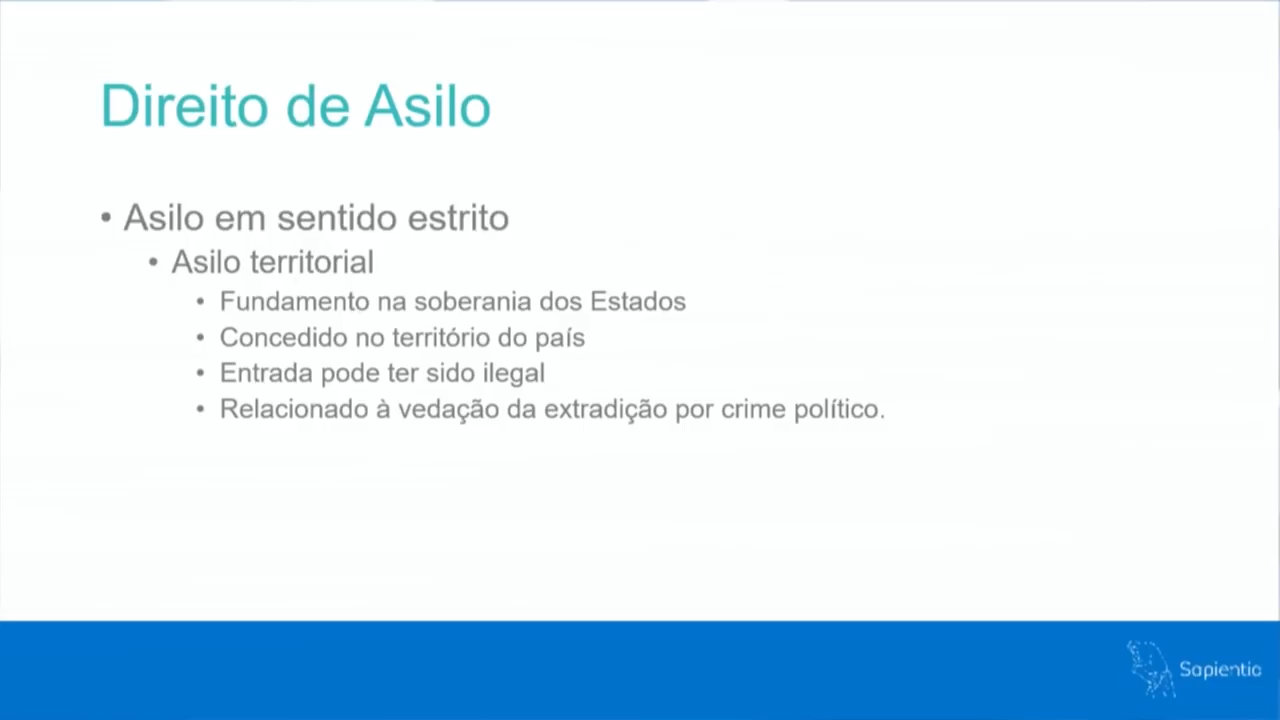 Direito de Asilo
• Asilo em sentido estrito
• Asilo territorial
• Fundamento na soberania dos Estados
• Concedido no território do país
• Entrada pode ter sido ilegal
• Relacionado à vedação da extradição por crime político.
Sapientia